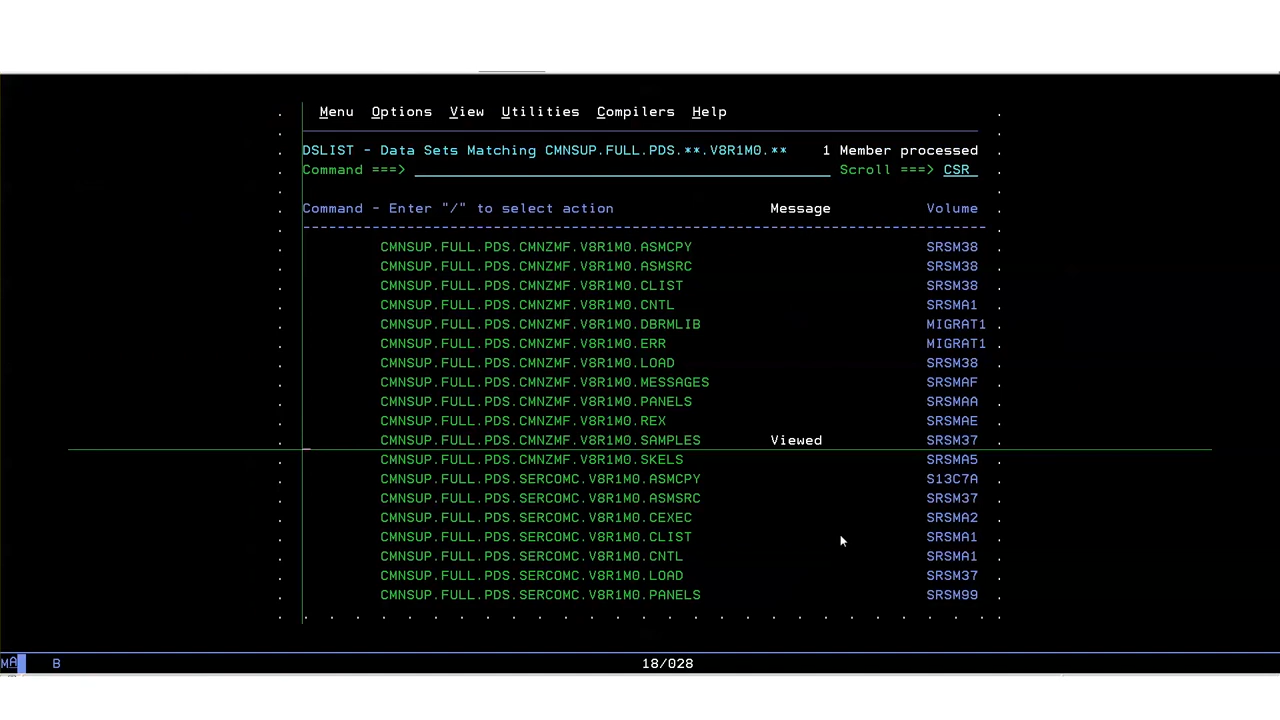 Menu Options View Utilities Compilers Help
DSLIST - Data Sets Matching CMNSUP.FULL.PDS.**.V8R1M0.** 1 Member processed
Command ===> Scroll ===> CSR
Command - Enter "/" to select action Message Volume
CMNSUP.FULL.PDS.CMNZMF.V8R1M0.ASMCPY SRSM38
CMNSUP.FULL.PDS.CMNZMF.V8R1M0.ASMSRC SRSM38
CMNSUP.FULL.PDS.CMNZMF.V8R1M0.CLIST SRSM38
CMNSUP.FULL.PDS.CMNZMF.V8R1M0.CNTL SRSMA1
CMNSUP.FULL.PDS.CMNZMF.V8R1M0.DBRMLIB MIGRAT1
CMNSUP.FULL.PDS.CMNZMF.V8R1M0.ERR MIGRAT1
CMNSUP.FULL.PDS.CMNZMF.V8R1M0.LOAD SRSM38
CMNSUP.FULL.PDS.CMNZMF.V8R1M0.MESSAGES SRSMAF
CMNSUP.FULL.PDS.CMNZMF.V8R1M0.PANELS SRSMAA
CMNSUP.FULL.PDS.CMNZMF.V8R1M0.REX SRSMAE
CMNSUP.FULL.PDS.CMNZMF.V8R1M0.SAMPLES Viewed SRSM37
CMNSUP.FULL.PDS.CMNZMF.V8R1M0.SKELS SRSMA5
CMNSUP.FULL.PDS.SERCOMC.V8R1M0.ASMCPY S13C7A
CMNSUP.FULL.PDS.SERCOMC.V8R1M0.ASMSRC SRSM37
CMNSUP.FULL.PDS.SERCOMC.V8R1M0.CEXEC SRSMA2
CMNSUP.FULL.PDS.SERCOMC.V8R1M0.CLIST SRSMA1
CMNSUP.FULL.PDS.SERCOMC.V8R1M0.CNTL SRSMA1
CMNSUP.FULL.PDS.SERCOMC.V8R1M0.LOAD SRSM37
CMNSUP.FULL.PDS.SERCOMC.V8R1M0.PANELS SRSM99
MA B 18/028